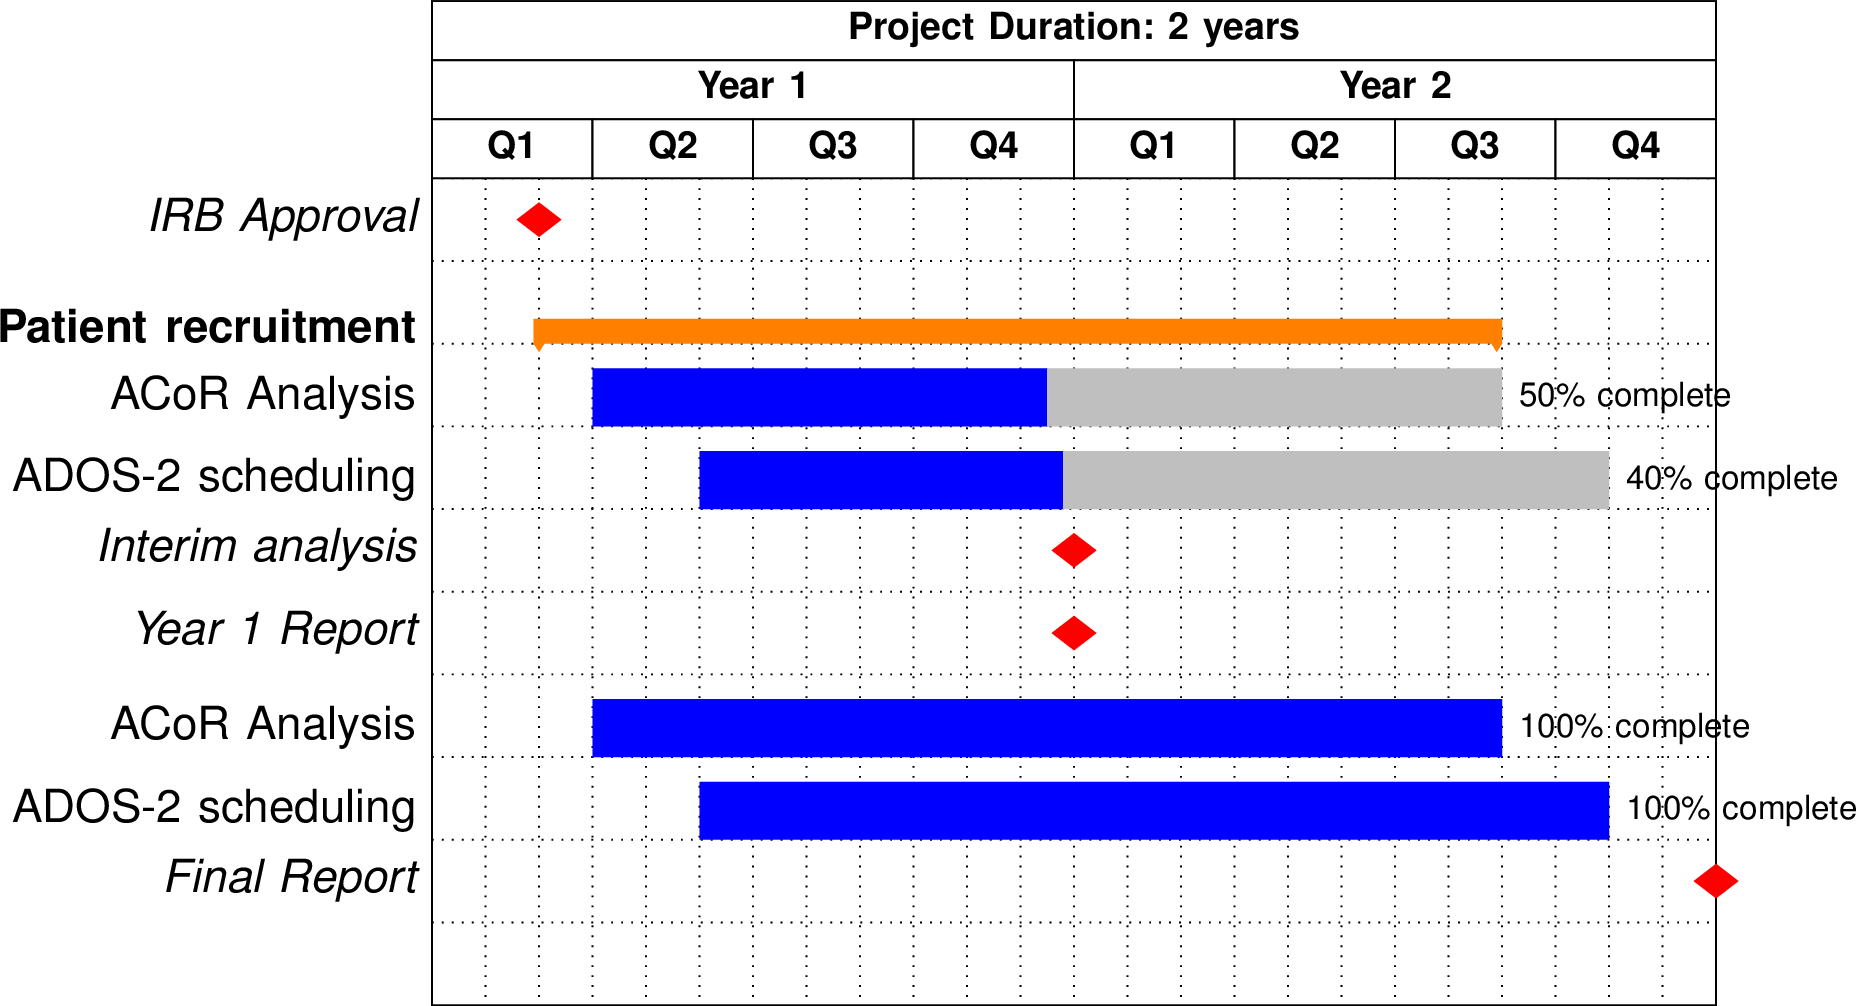 Project Duration: 2 years
Year 1 Year 2
Q1 Q2 Q3 Q4 Q1 Q2 Q3 Q4
IRB Approval
Patient recruitment
ACoR Analysis 50% complete
ADOS-2 scheduling 40% complete
Interim analysis
Year 1 Report
ACoR Analysis 100% complete
ADOS-2 scheduling 100% complete
Final Report